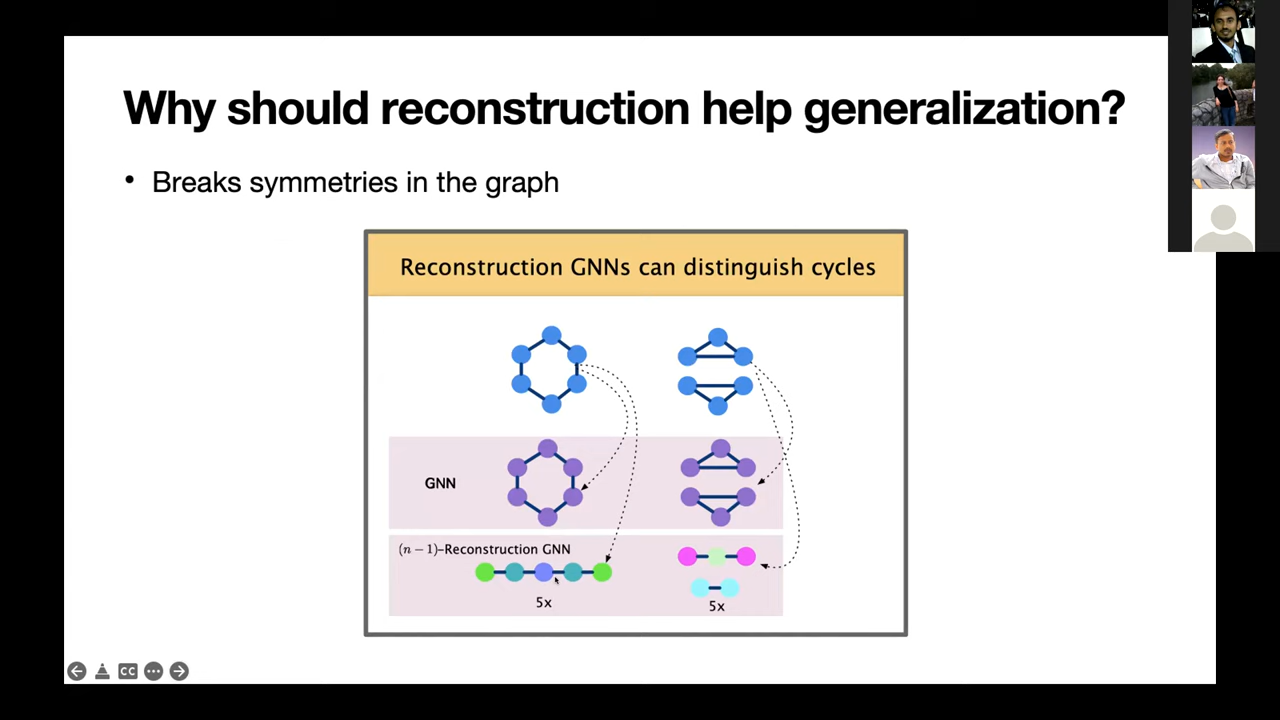 Why should reconstruction help generalization?
• Breaks symmetries in the graph
Reconstruction GNNs can distinguish cycles
GNN
(n − 1)–Reconstruction GNN
5x
5x
CC